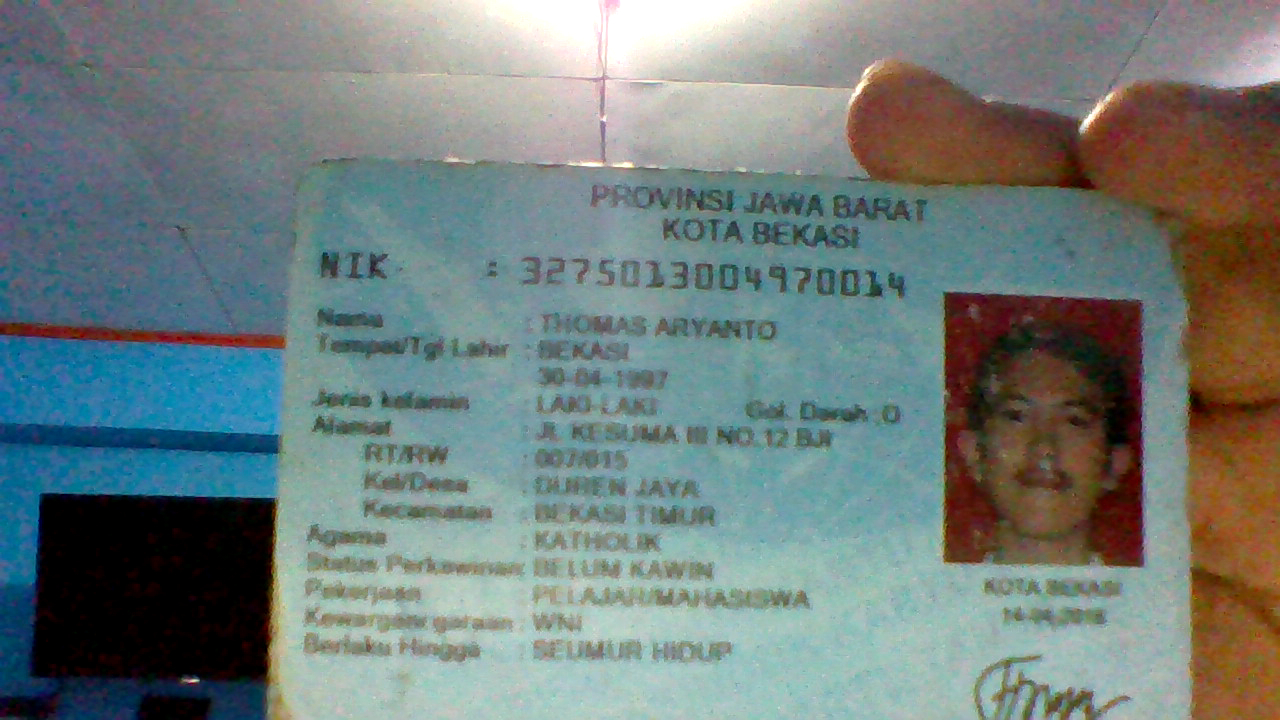 PROVINSI JAWA BARAT
KOTA BEKASI
NIK : 3275013004970014
Nama : THOMAS ARYANTO
Tempat/Tgl Lahir : BEKASI
30-04-1997
Jenis kelamin : LAKI-LAKI Gol. Darah : O
Alamat : JL KESUMA III NO.12 BJI
RT/RW : 007/015
Kel/Desa : DUREN JAYA
Kecamatan : BEKASI TIMUR
Agama : KATHOLIK
Status Perkawinan: BELUM KAWIN
Pekerjaan : PELAJAR/MAHASISWA
Kewarganegaraan : WNI
Berlaku Hingga : SEUMUR HIDUP
KOTA BEKASI